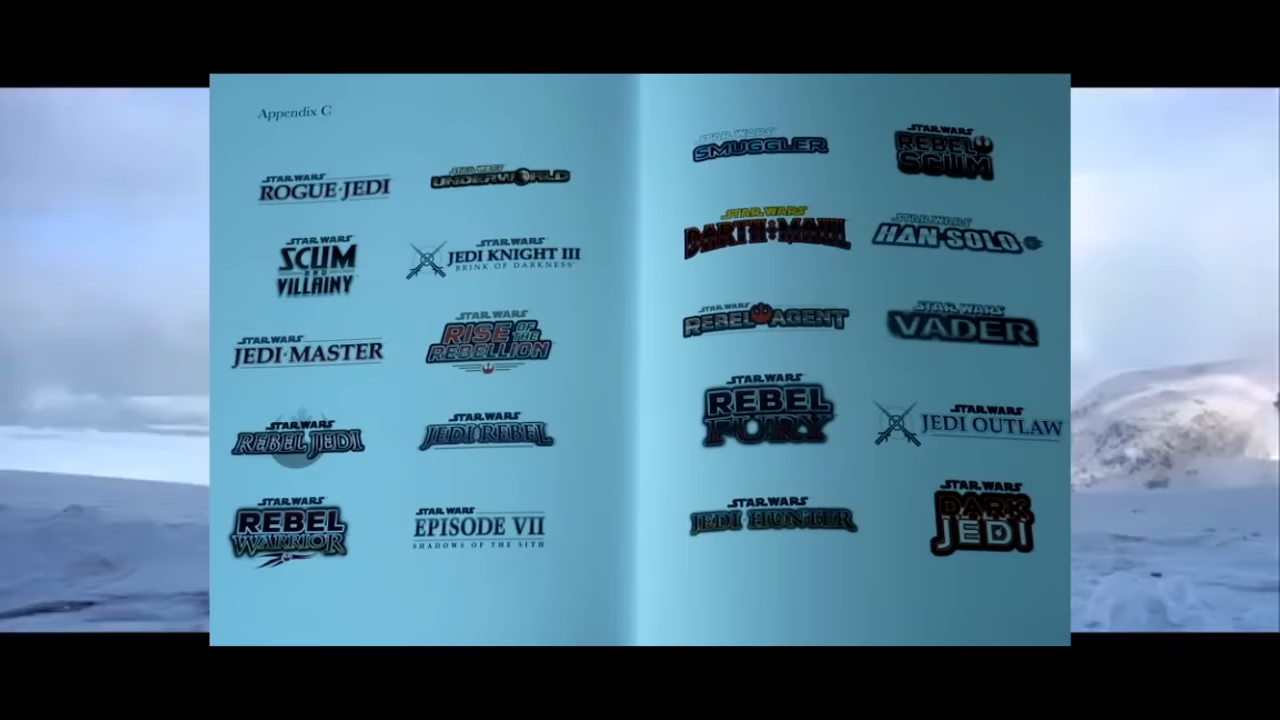 Appendix C
STAR WARS
ROGUE·JEDI
STAR WARS
UNDERWORLD
STAR WARS
SCUM
AND
VILLAINY
STAR WARS
JEDI KNIGHT III
BRINK OF DARKNESS
STAR WARS
JEDI·MASTER
STAR WARS
RISE OF THE
REBELLION
STAR WARS
REBEL JEDI
STAR WARS
JEDI REBEL
STAR WARS
REBEL
WARRIOR
STAR WARS
EPISODE VII
SHADOWS OF THE SITH
STAR WARS
SMUGGLER
STAR WARS
REBEL
SCUM
STAR WARS
DARTH MAUL
STAR WARS
HAN·SOLO
STAR WARS
REBEL AGENT
STAR WARS
VADER
STAR WARS
REBEL
FURY
STAR WARS
JEDI OUTLAW
STAR WARS
JEDI HUNTER
STAR WARS
DARK
JEDI